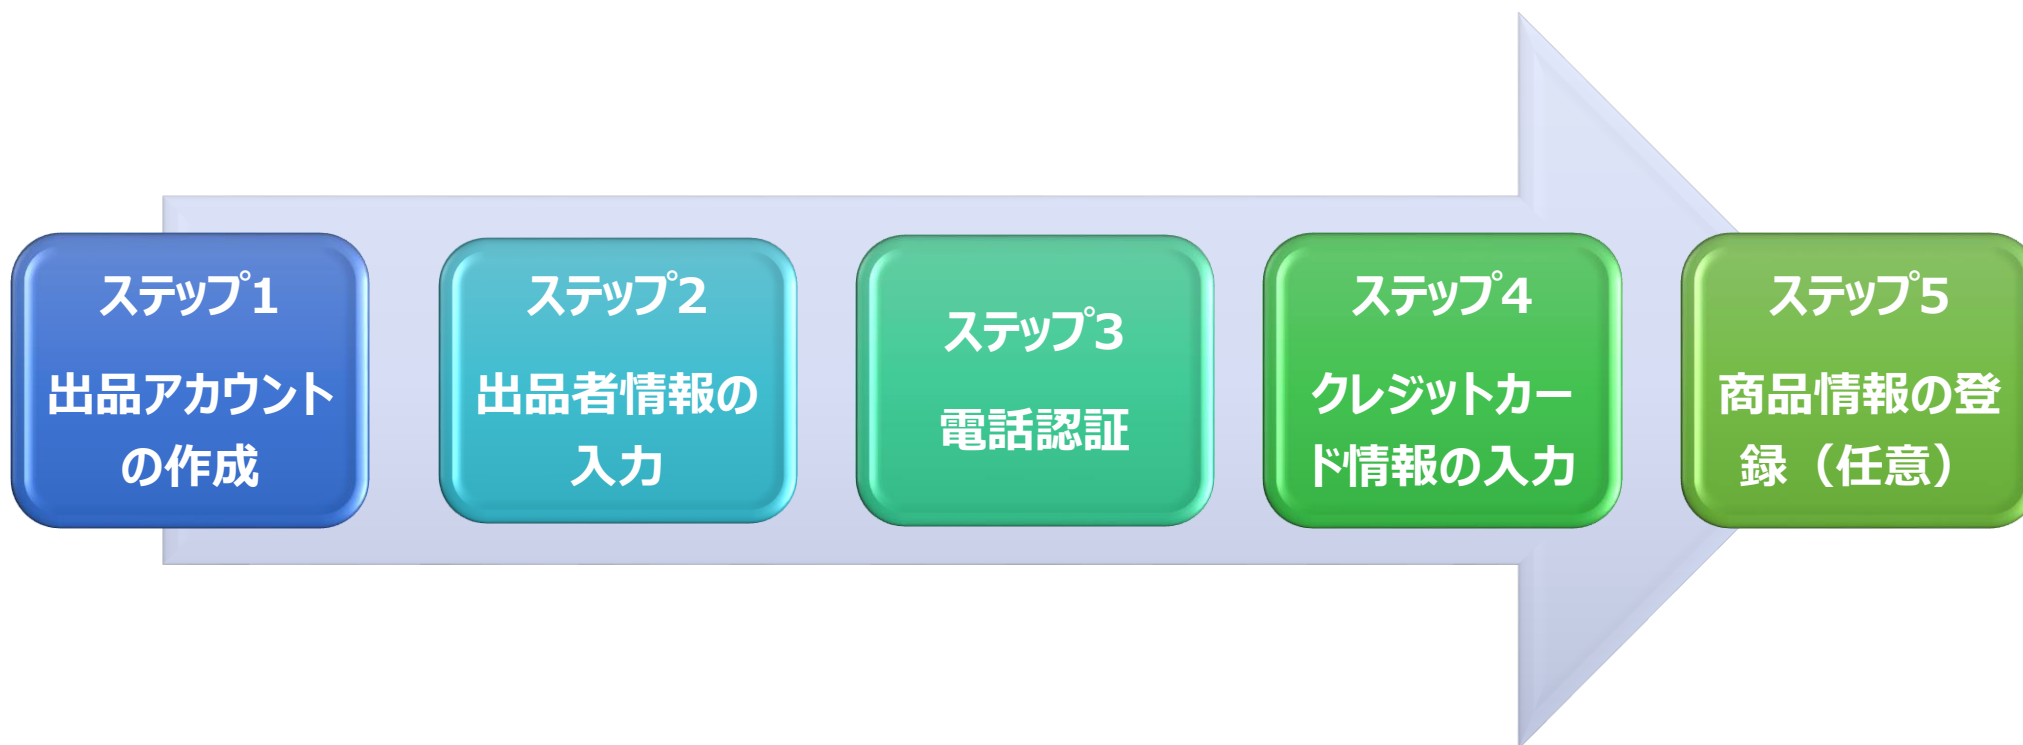 ステップ1
出品アカウント
の作成
ステップ2
出品者情報の
入力
ステップ3
電話認証
ステップ4
クレジットカー
ド情報の入力
ステップ5
商品情報の登
録（任意）